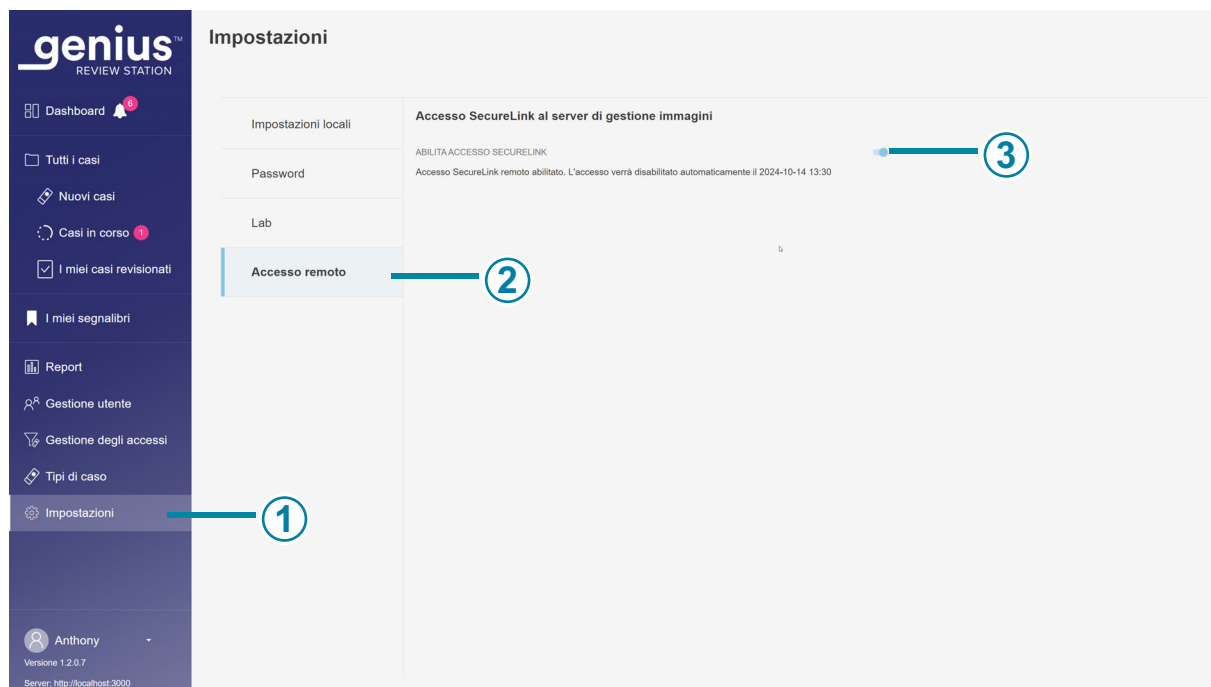 genius™
REVIEW STATION
Dashboard 6
Tutti i casi
Nuovi casi
Casi in corso 1
I miei casi revisionati
I miei segnalibri
Report
Gestione utente
Gestione degli accessi
Tipi di caso
Impostazioni
Anthony
Versione 1.2.0.7
Server: http://localhost:3000
Impostazioni
Impostazioni locali
Password
Lab
Accesso remoto
Accesso SecureLink al server di gestione immagini
ABILITA ACCESSO SECURELINK
Accesso SecureLink remoto abilitato. L'accesso verrà disabilitato automaticamente il 2024-10-14 13:30
1
2
3